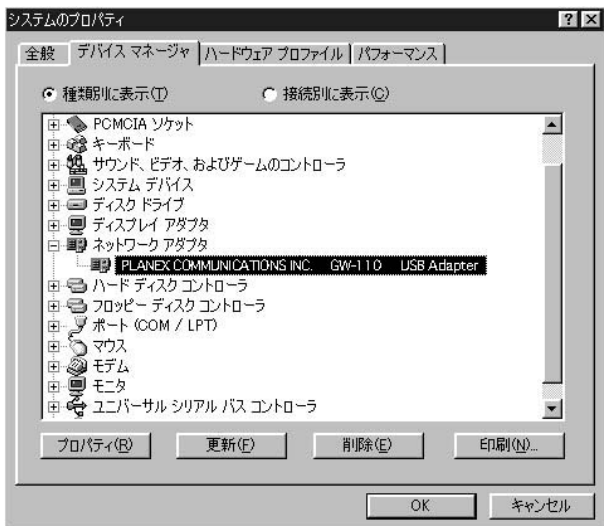 システムのプロパティ
全般 デバイス マネージャ ハードウェア プロファイル パフォーマンス
種類別に表示(T) 接続別に表示(C)
PCMCIA ソケット
キーボード
サウンド、ビデオ、およびゲームのコントローラ
システム デバイス
ディスク ドライブ
ディスプレイ アダプタ
ネットワーク アダプタ
PLANEX COMMUNICATIONS INC. GW-110 USB Adapter
ハード ディスク コントローラ
フロッピー ディスク コントローラ
ポート (COM / LPT)
マウス
モデム
モニタ
ユニバーサル シリアル バス コントローラ
プロパティ(R) 更新(F) 削除(E) 印刷(N)...
OK キャンセル